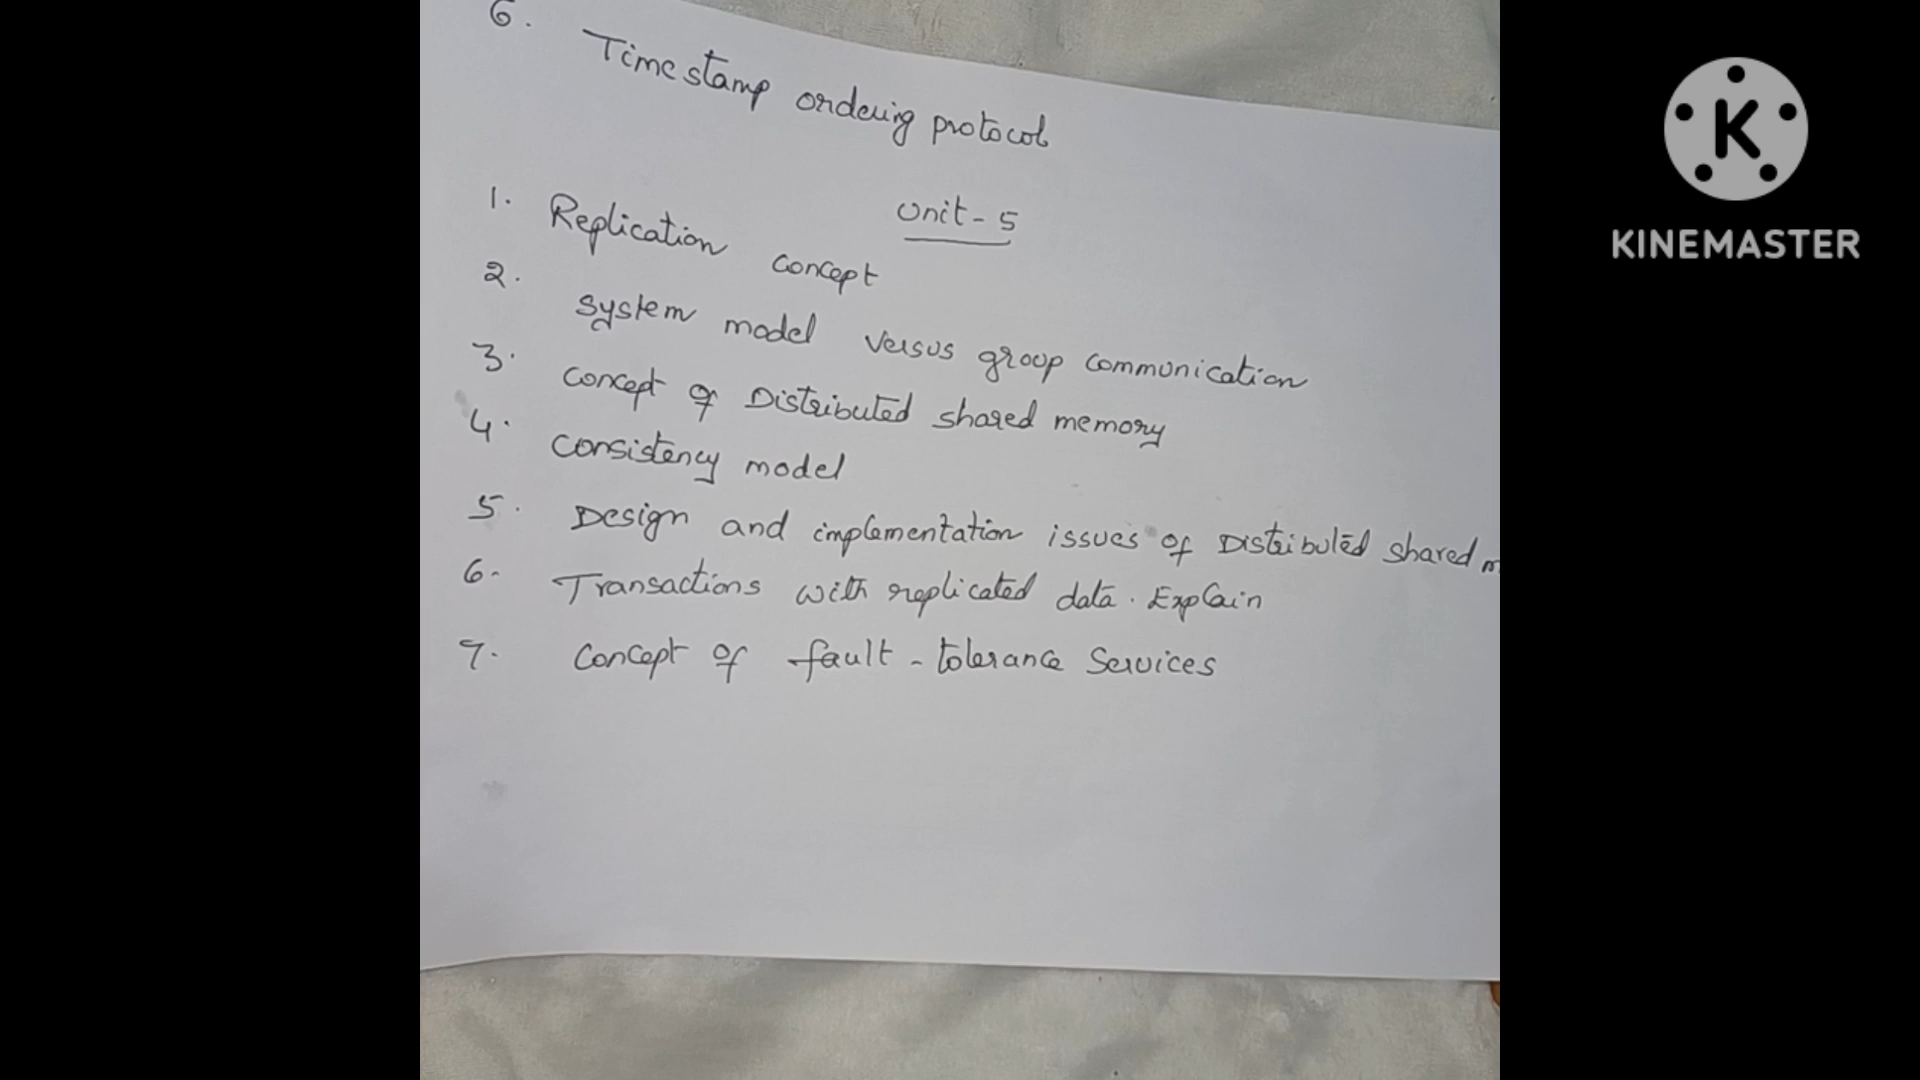 6. Timestamp ordering protocol
Unit - 5
1. Replication concept
2. System model versus group communication
3. concept of Distributed shared memory
4. Consistency model
5. Design and implementation issues of Distributed shared m
6. Transactions with replicated data. Explain
7. concept of fault - tolerance Services
K
KINEMASTER